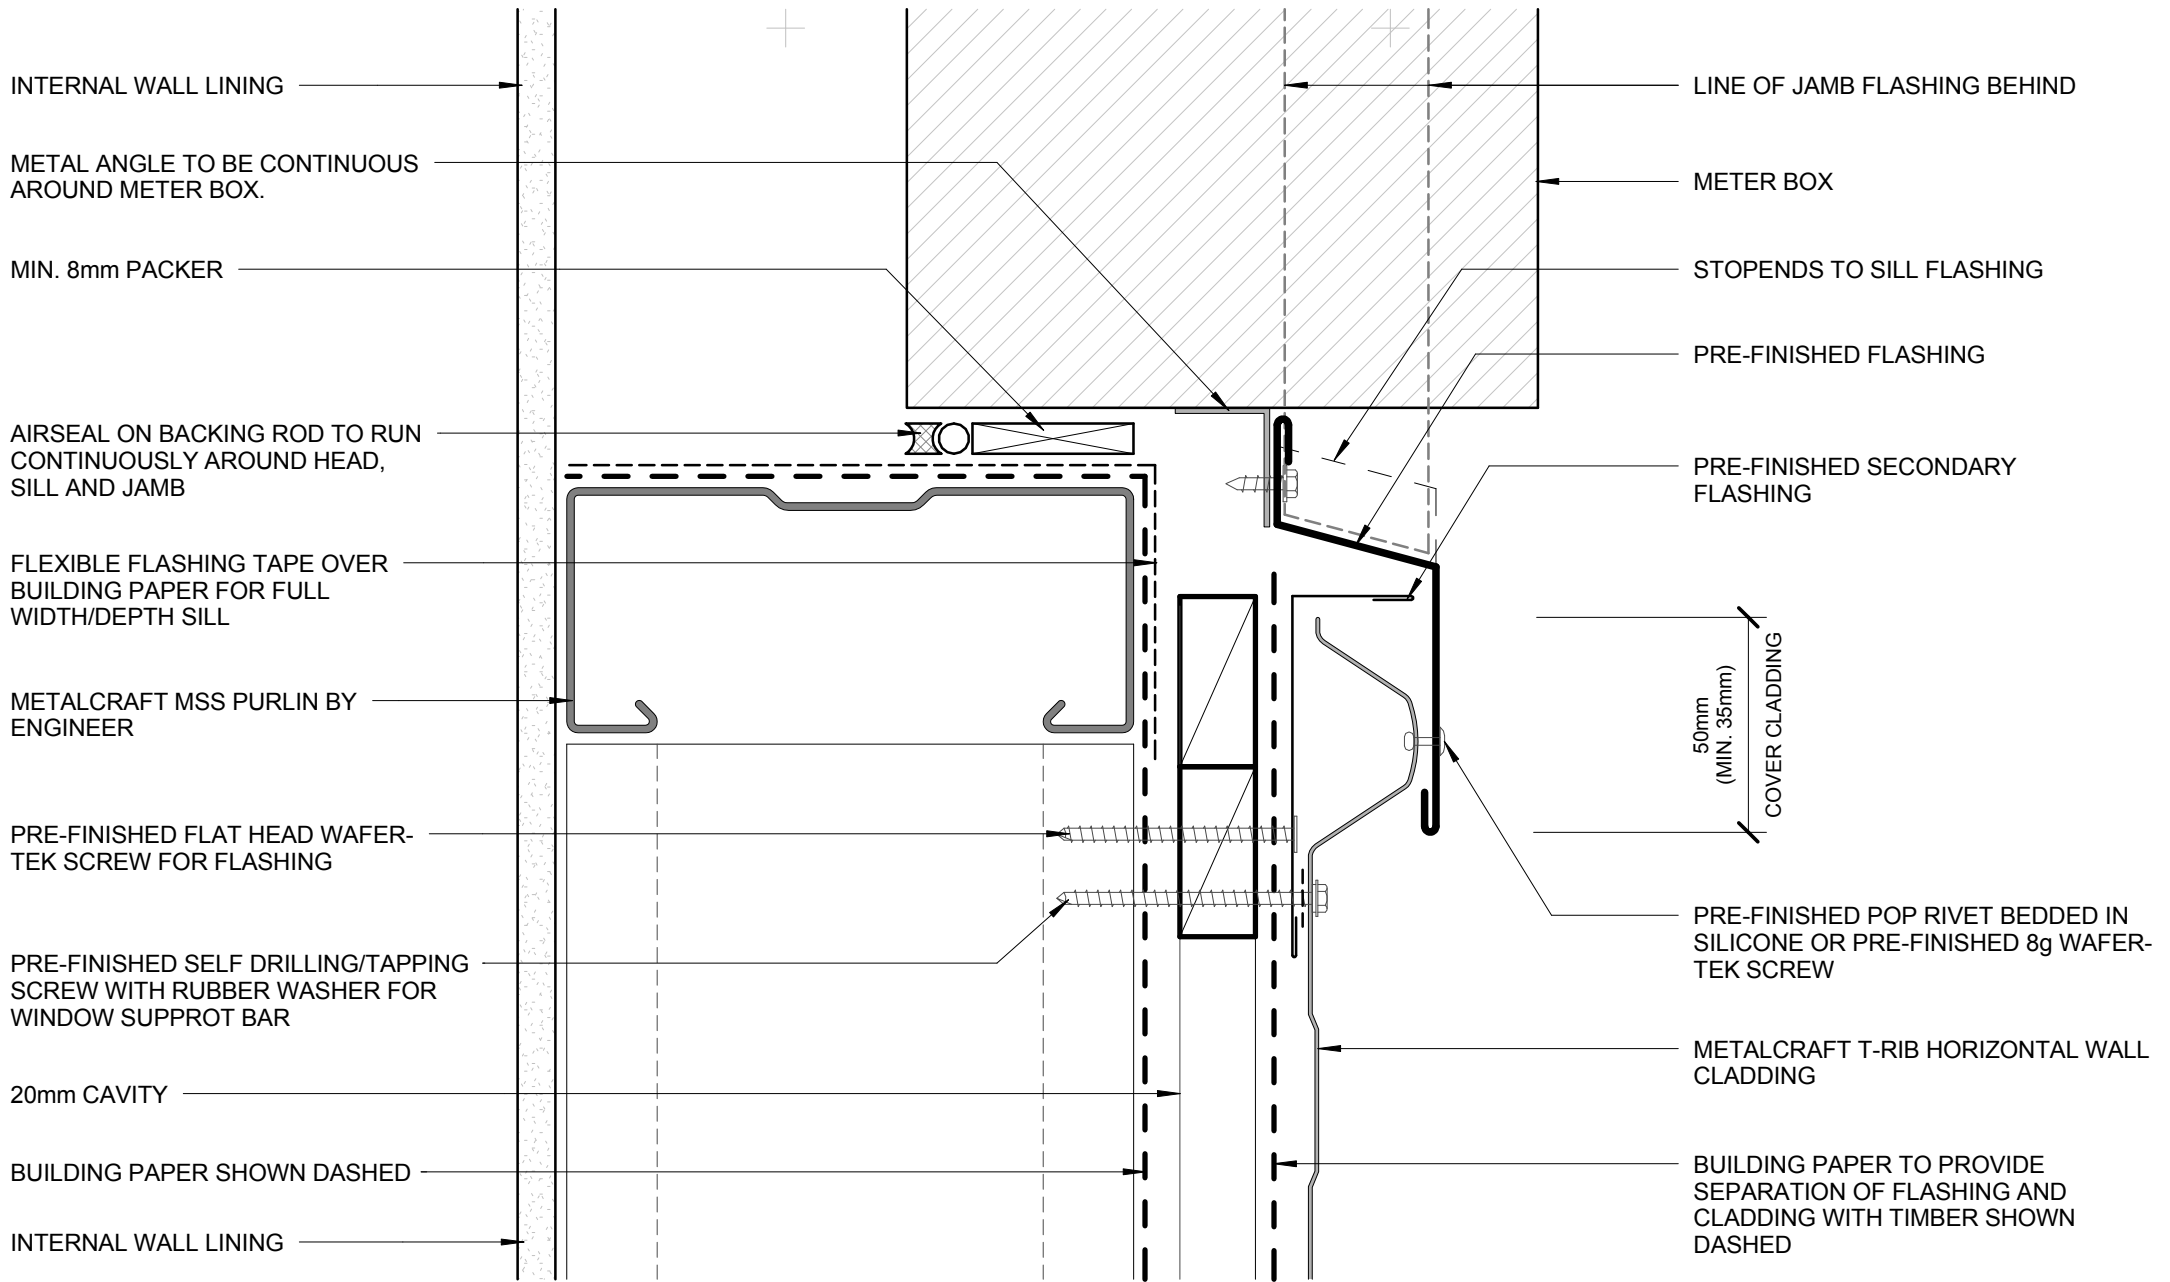 INTERNAL WALL LINING
METAL ANGLE TO BE CONTINUOUS
AROUND METER BOX.
MIN. 8mm PACKER
AIRSEAL ON BACKING ROD TO RUN
CONTINUOUSLY AROUND HEAD,
SILL AND JAMB
FLEXIBLE FLASHING TAPE OVER
BUILDING PAPER FOR FULL
WIDTH/DEPTH SILL
METALCRAFT MSS PURLIN BY
ENGINEER
PRE-FINISHED FLAT HEAD WAFER-
TEK SCREW FOR FLASHING
PRE-FINISHED SELF DRILLING/TAPPING
SCREW WITH RUBBER WASHER FOR
WINDOW SUPPROT BAR
20mm CAVITY
BUILDING PAPER SHOWN DASHED
INTERNAL WALL LINING
LINE OF JAMB FLASHING BEHIND
METER BOX
STOPENDS TO SILL FLASHING
PRE-FINISHED FLASHING
PRE-FINISHED SECONDARY
FLASHING
50mm
(MIN. 35mm)
COVER CLADDING
PRE-FINISHED POP RIVET BEDDED IN
SILICONE OR PRE-FINISHED 8g WAFER-
TEK SCREW
METALCRAFT T-RIB HORIZONTAL WALL
CLADDING
BUILDING PAPER TO PROVIDE
SEPARATION OF FLASHING AND
CLADDING WITH TIMBER SHOWN
DASHED